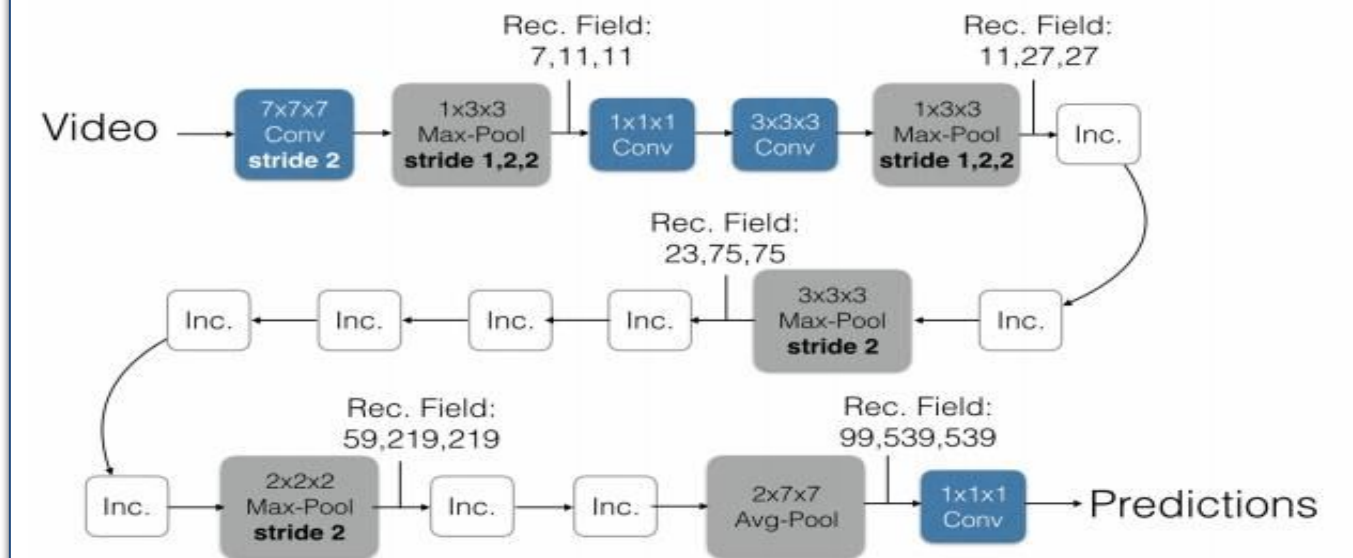 Rec. Field:
7,11,11
Rec. Field:
11,27,27
Video
7x7x7
Conv
stride 2
1x3x3
Max-Pool
stride 1,2,2
1x1x1
Conv
3x3x3
Conv
1x3x3
Max-Pool
stride 1,2,2
Inc.
Rec. Field:
23,75,75
Inc.
Inc.
Inc.
Inc.
3x3x3
Max-Pool
stride 2
Inc.
Rec. Field:
59,219,219
Rec. Field:
99,539,539
Inc.
2x2x2
Max-Pool
stride 2
Inc.
Inc.
2x7x7
Avg-Pool
1x1x1
Conv
Predictions